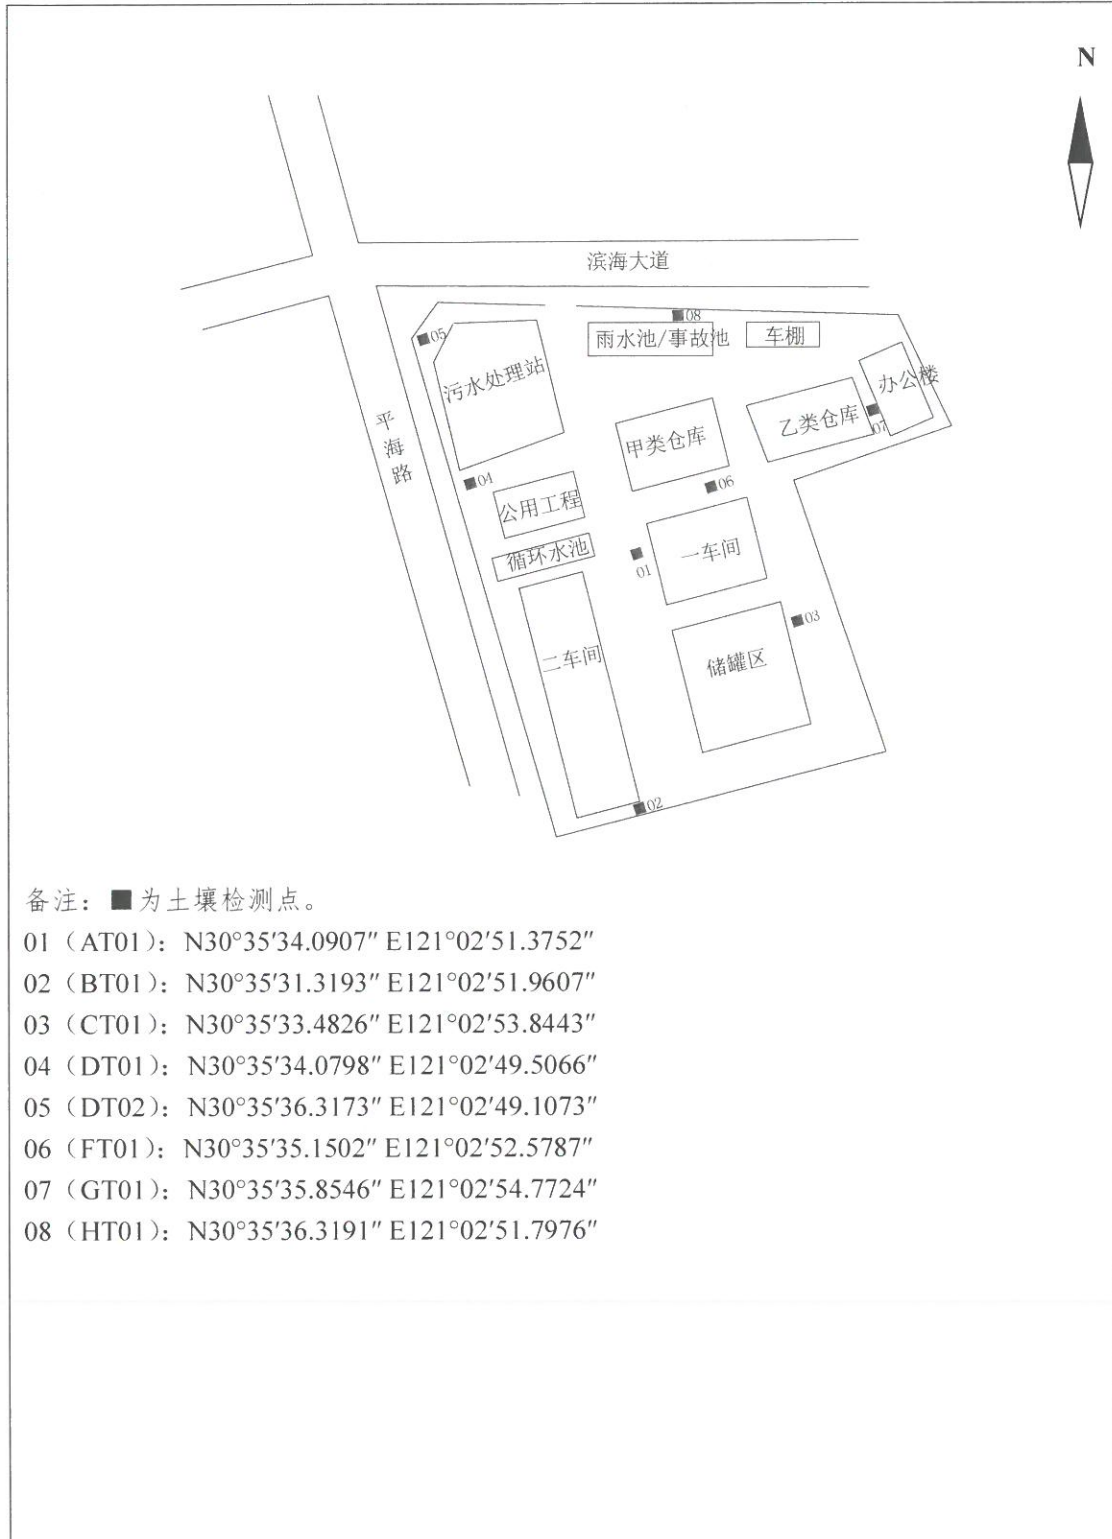 N
滨海大道
08
05
雨水池/事故池
车棚
污水处理站
办公楼
平海路
乙类仓库
07
甲类仓库
04
06
公用工程
循环水池
01
一车间
03
二车间
储罐区
02
备注：■为土壤检测点。
01（AT01）：N30°35′34.0907″ E121°02′51.3752″
02（BT01）：N30°35′31.3193″ E121°02′51.9607″
03（CT01）：N30°35′33.4826″ E121°02′53.8443″
04（DT01）：N30°35′34.0798″ E121°02′49.5066″
05（DT02）：N30°35′36.3173″ E121°02′49.1073″
06（FT01）：N30°35′35.1502″ E121°02′52.5787″
07（GT01）：N30°35′35.8546″ E121°02′54.7724″
08（HT01）：N30°35′36.3191″ E121°02′51.7976″